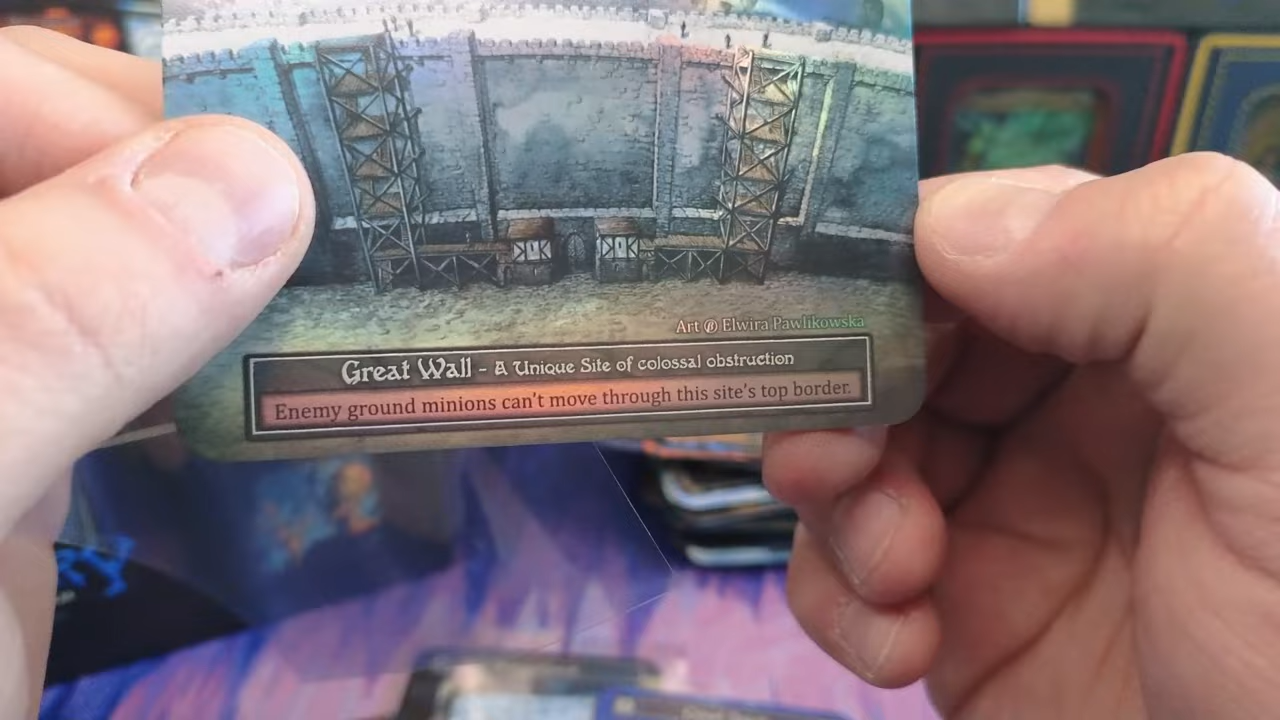 Art β Elwira Pawlikowska
Great Wall - A Unique Site of colossal obstruction
Enemy ground minions can't move through this site's top border.